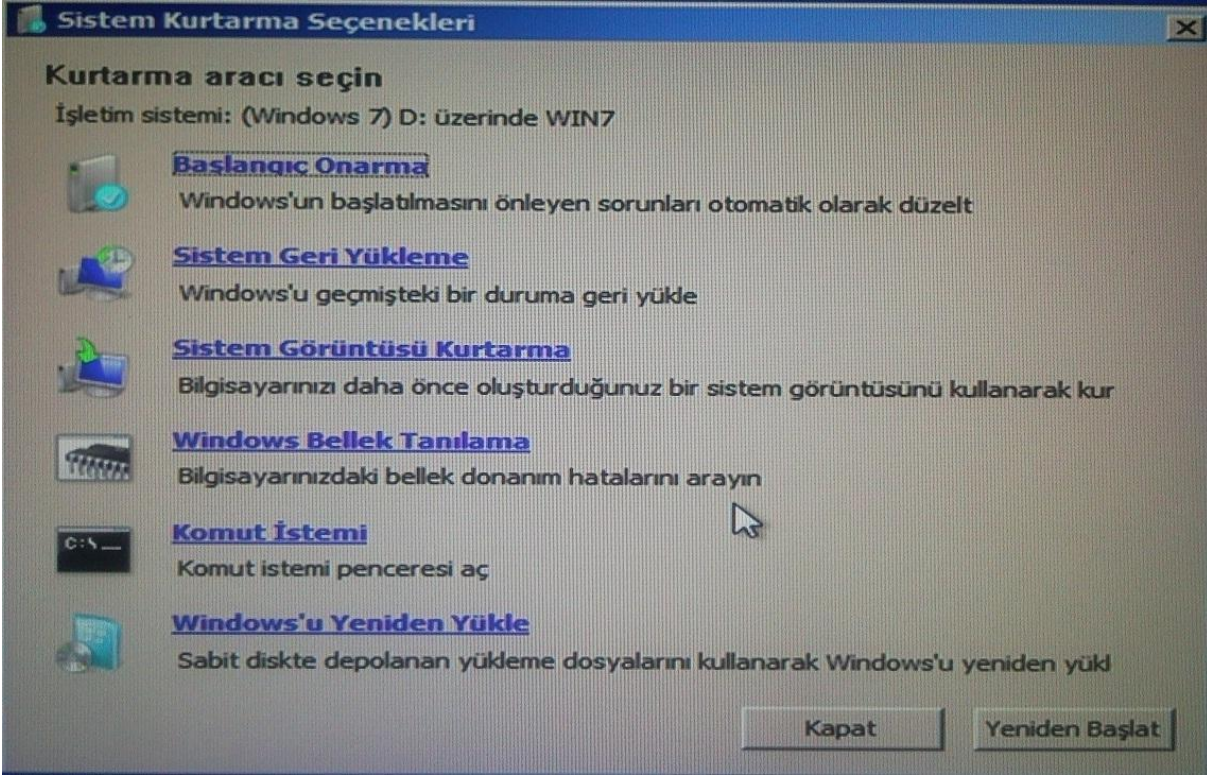 Sistem Kurtarma Seçenekleri
Kurtarma aracı seçin
İşletim sistemi: (Windows 7) D: üzerinde WIN7
Başlangıç Onarma
Windows'un başlatılmasını önleyen sorunları otomatik olarak düzelt
Sistem Geri Yükleme
Windows'u geçmişteki bir duruma geri yükle
Sistem Görüntüsü Kurtarma
Bilgisayarınızı daha önce oluşturduğunuz bir sistem görüntüsünü kullanarak kur
Windows Bellek Tanılama
Bilgisayarınızdaki bellek donanım hatalarını arayın
C:\
Komut İstemi
Komut istemi penceresi aç
Windows'u Yeniden Yükle
Sabit diskte depolanan yükleme dosyalarını kullanarak Windows'u yeniden yükl
Kapat Yeniden Başlat